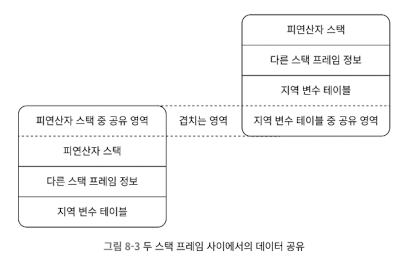 피연산자 스택
다른 스택 프레임 정보
지역 변수 테이블
피연산자 스택 중 공유 영역
겹치는 영역
지역 변수 테이블 중 공유 영역
피연산자 스택
다른 스택 프레임 정보
지역 변수 테이블
그림 8-3 두 스택 프레임 사이에서의 데이터 공유